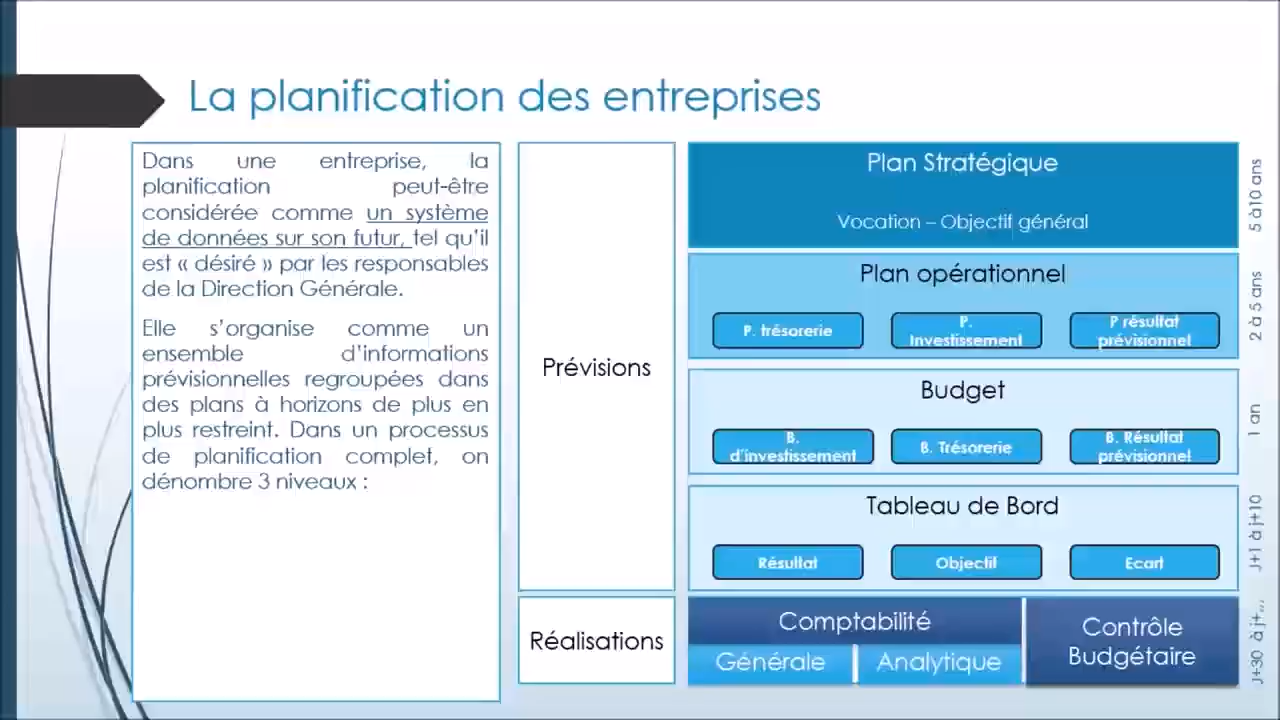 La planification des entreprises
Dans une entreprise, la
planification peut-être
considérée comme un système
de données sur son futur, tel qu'il
est « désiré » par les responsables
de la Direction Générale.
Elle s'organise comme un
ensemble d'informations
prévisionnelles regroupées dans
des plans à horizons de plus en
plus restreint. Dans un processus
de planification complet, on
dénombre 3 niveaux :
Prévisions
Réalisations
Plan Stratégique
Vocation – Objectif général
5 à10 ans
Plan opérationnel
P. trésorerie
P.
Investissement
P résultat
prévisionnel
2 à 5 ans
Budget
B.
d'investissement
B. Trésorerie
B. Résultat
prévisionnel
1 an
Tableau de Bord
Résultat
Objectif
Ecart
J+1 à j+10
Comptabilité
Générale
Analytique
Contrôle
Budgétaire
J+30 à j+...